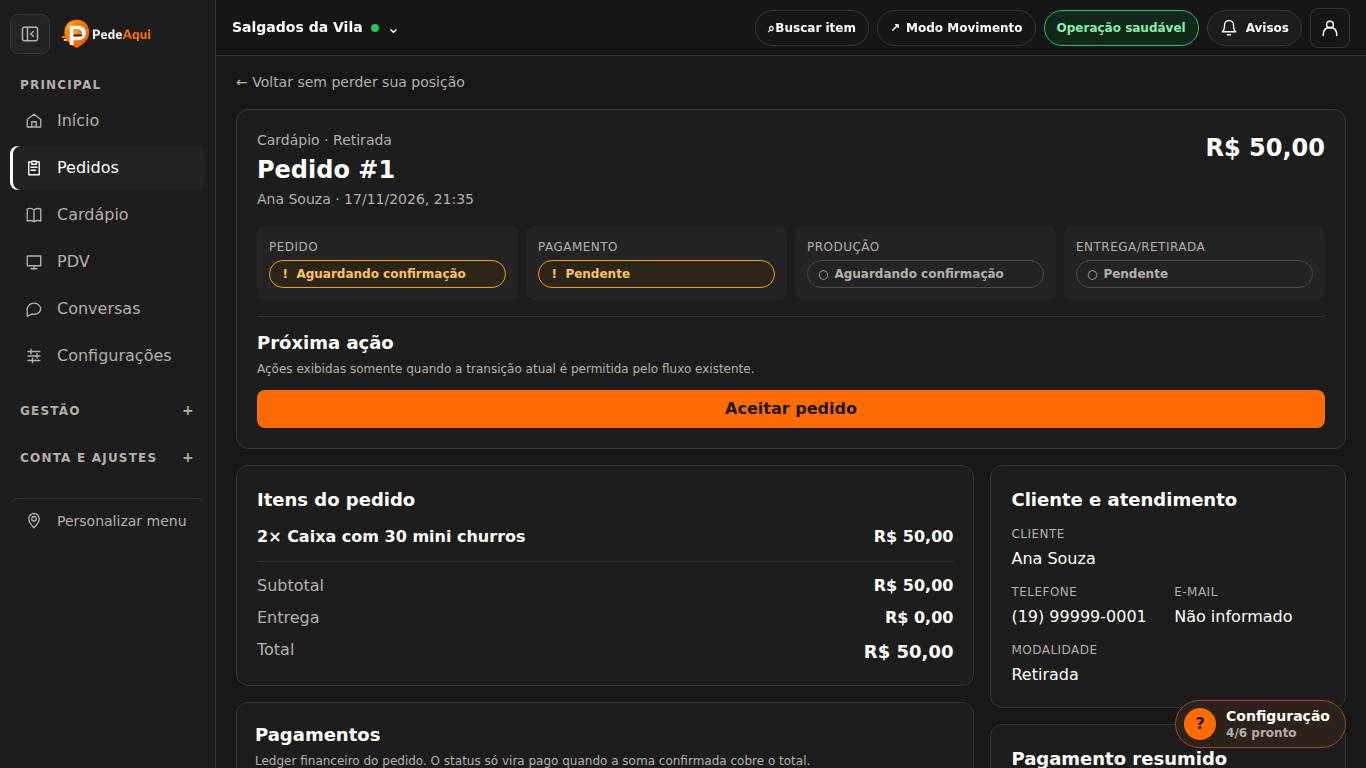 PedeAqui
PRINCIPAL
Início
Pedidos
Cardápio
PDV
Conversas
Configurações
GESTÃO +
CONTA E AJUSTES +
Personalizar menu
Salgados da Vila
Buscar item
↗ Modo Movimento
Operação saudável
Avisos
← Voltar sem perder sua posição
Cardápio · Retirada
Pedido #1
Ana Souza · 17/11/2026, 21:35
R$ 50,00
PEDIDO
! Aguardando confirmação
PAGAMENTO
! Pendente
PRODUÇÃO
○ Aguardando confirmação
ENTREGA/RETIRADA
○ Pendente
Próxima ação
Ações exibidas somente quando a transição atual é permitida pelo fluxo existente.
Aceitar pedido
Itens do pedido
2× Caixa com 30 mini churros R$ 50,00
Subtotal R$ 50,00
Entrega R$ 0,00
Total R$ 50,00
Pagamentos
Ledger financeiro do pedido. O status só vira pago quando a soma confirmada cobre o total.
Cliente e atendimento
CLIENTE
Ana Souza
TELEFONE E-MAIL
(19) 99999-0001 Não informado
MODALIDADE
Retirada
Pagamento resumido
? Configuração
4/6 pronto